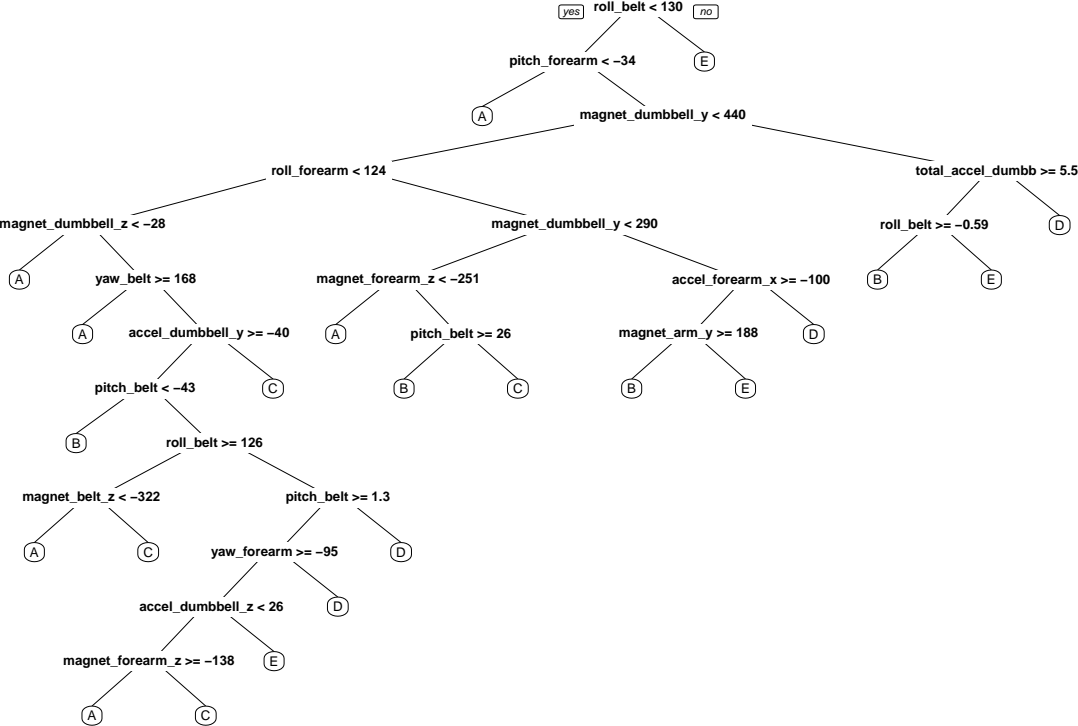 yes roll_belt < 130 no
pitch_forearm < −34 E
A magnet_dumbbell_y < 440
roll_forearm < 124 total_accel_dumbb >= 5.5
magnet_dumbbell_z < −28 magnet_dumbbell_y < 290 roll_belt >= −0.59 D
A yaw_belt >= 168 magnet_forearm_z < −251 accel_forearm_x >= −100 B E
A accel_dumbbell_y >= −40 A pitch_belt >= 26 magnet_arm_y >= 188 D
pitch_belt < −43 C B C B E
B roll_belt >= 126
magnet_belt_z < −322 pitch_belt >= 1.3
A C yaw_forearm >= −95 D
accel_dumbbell_z < 26 D
magnet_forearm_z >= −138 E
A C